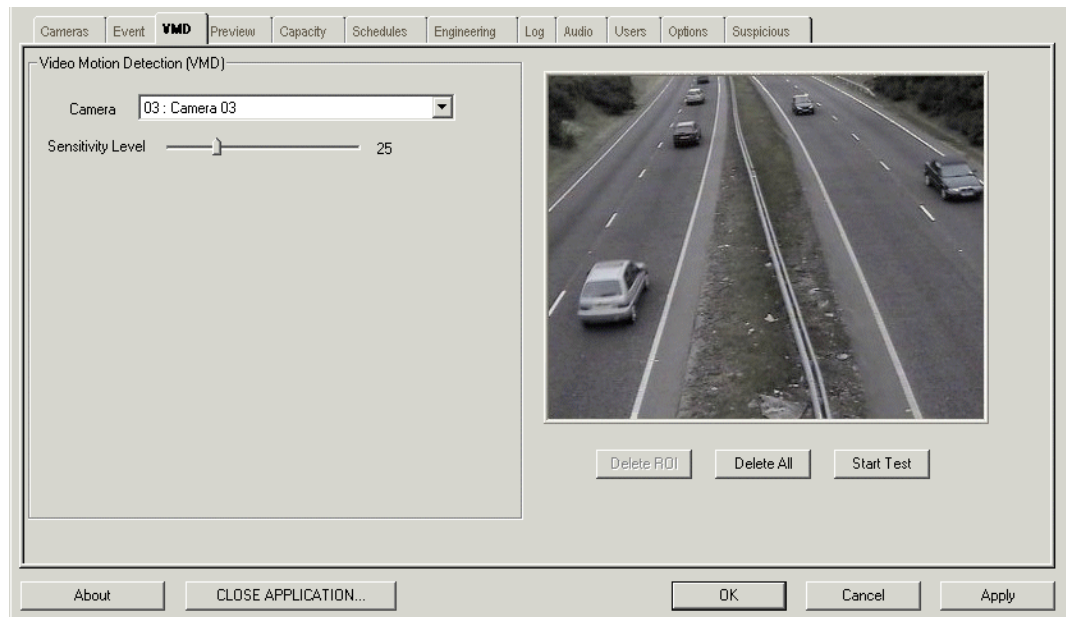 Cameras Event VMD Preview Capacity Schedules Engineering Log Audio Users Options Suspicious
Video Motion Detection (VMD)
Camera 03 : Camera 03
Sensitivity Level 25
Delete ROI Delete All Start Test
About CLOSE APPLICATION... OK Cancel Apply